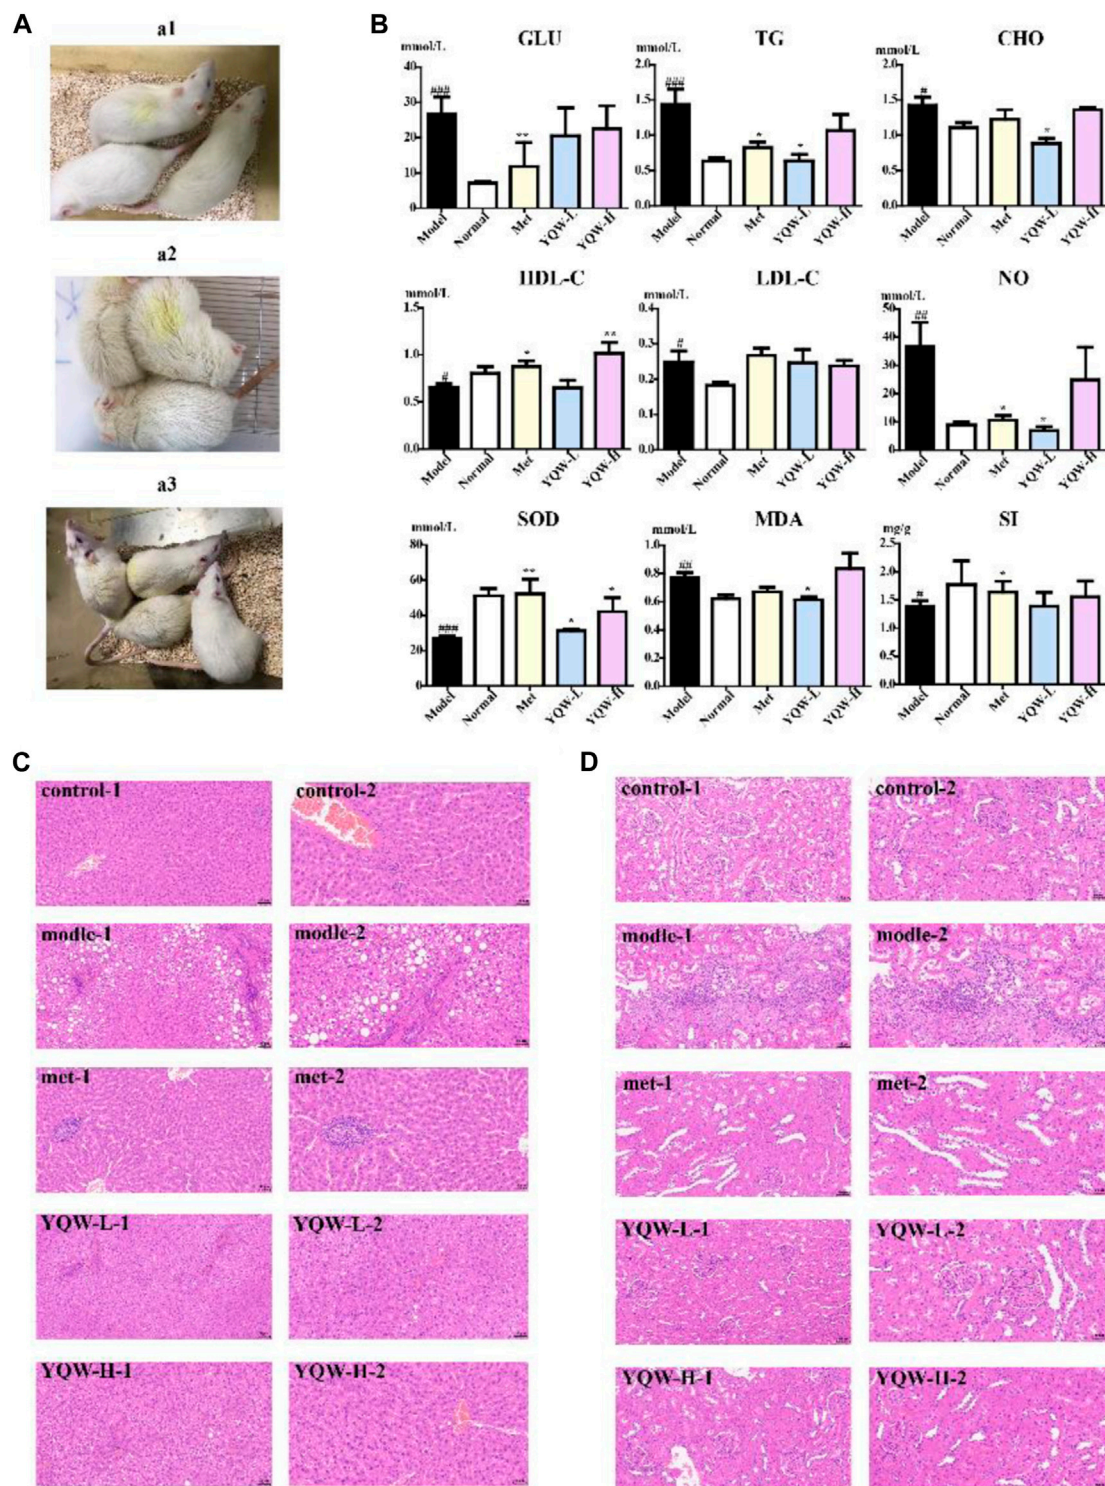 A
a1
a2
a3
B
GLU
mmol/L
###
**
40
30
20
10
0
Model
Normal
Met
YQW-L
YQW-H
TG
mmol/L
###
*
*
2.0
1.5
1.0
0.5
0.0
Model
Normal
Met
YQW-L
YQW-H
CHO
mmol/L
#
*
2.0
1.5
1.0
0.5
0.0
Model
Normal
Met
YQW-L
YQW-H
HDL-C
mmol/L
#
*
**
1.5
1.0
0.5
0.0
Model
Normal
Met
YQW-L
YQW-H
LDL-C
mmol/L
#
0.4
0.3
0.2
0.1
0.0
Model
Normal
Met
YQW-L
YQW-H
NO
mmol/L
##
*
*
50
40
30
20
10
0
Model
Normal
Met
YQW-L
YQW-H
SOD
mmol/L
###
**
*
*
80
60
40
20
0
Model
Normal
Met
YQW-L
YQW-H
MDA
mmol/L
##
*
1.0
0.8
0.6
0.4
0.2
0.0
Model
Normal
Met
YQW-L
YQW-H
SI
mg/g
#
*
2.5
2.0
1.5
1.0
0.5
0.0
Model
Normal
Met
YQW-L
YQW-H
C
control-1
control-2
modle-1
modle-2
met-1
met-2
YQW-L-1
YQW-L-2
YQW-H-1
YQW-H-2
D
control-1
control-2
modle-1
modle-2
met-1
met-2
YQW-L-1
YQW-L-2
YQW-H-1
YQW-H-2